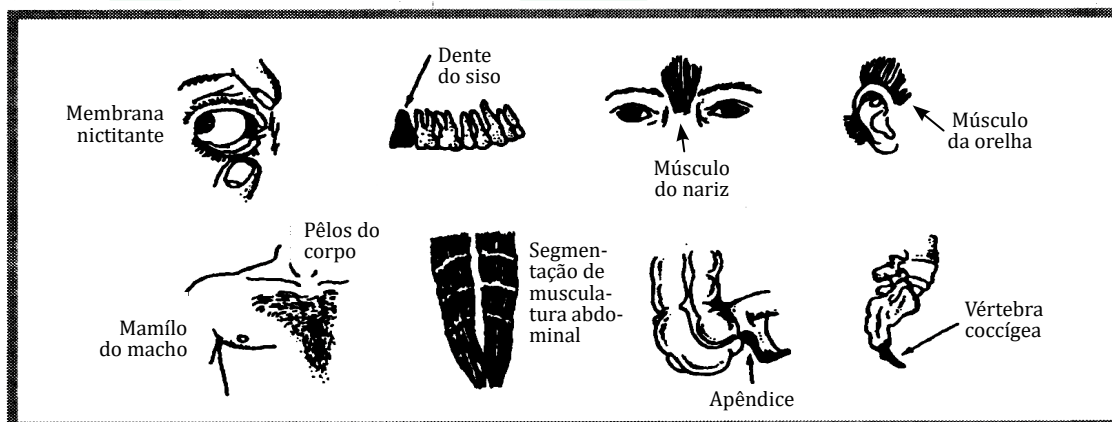 Membrana
nictitante
Dente
do siso
Músculo
do nariz
Músculo
da orelha
Pêlos do
corpo
Mamílo
do macho
Segmen-
tação de
muscula-
tura abdo-
minal
Apêndice
Vértebra
coccígea